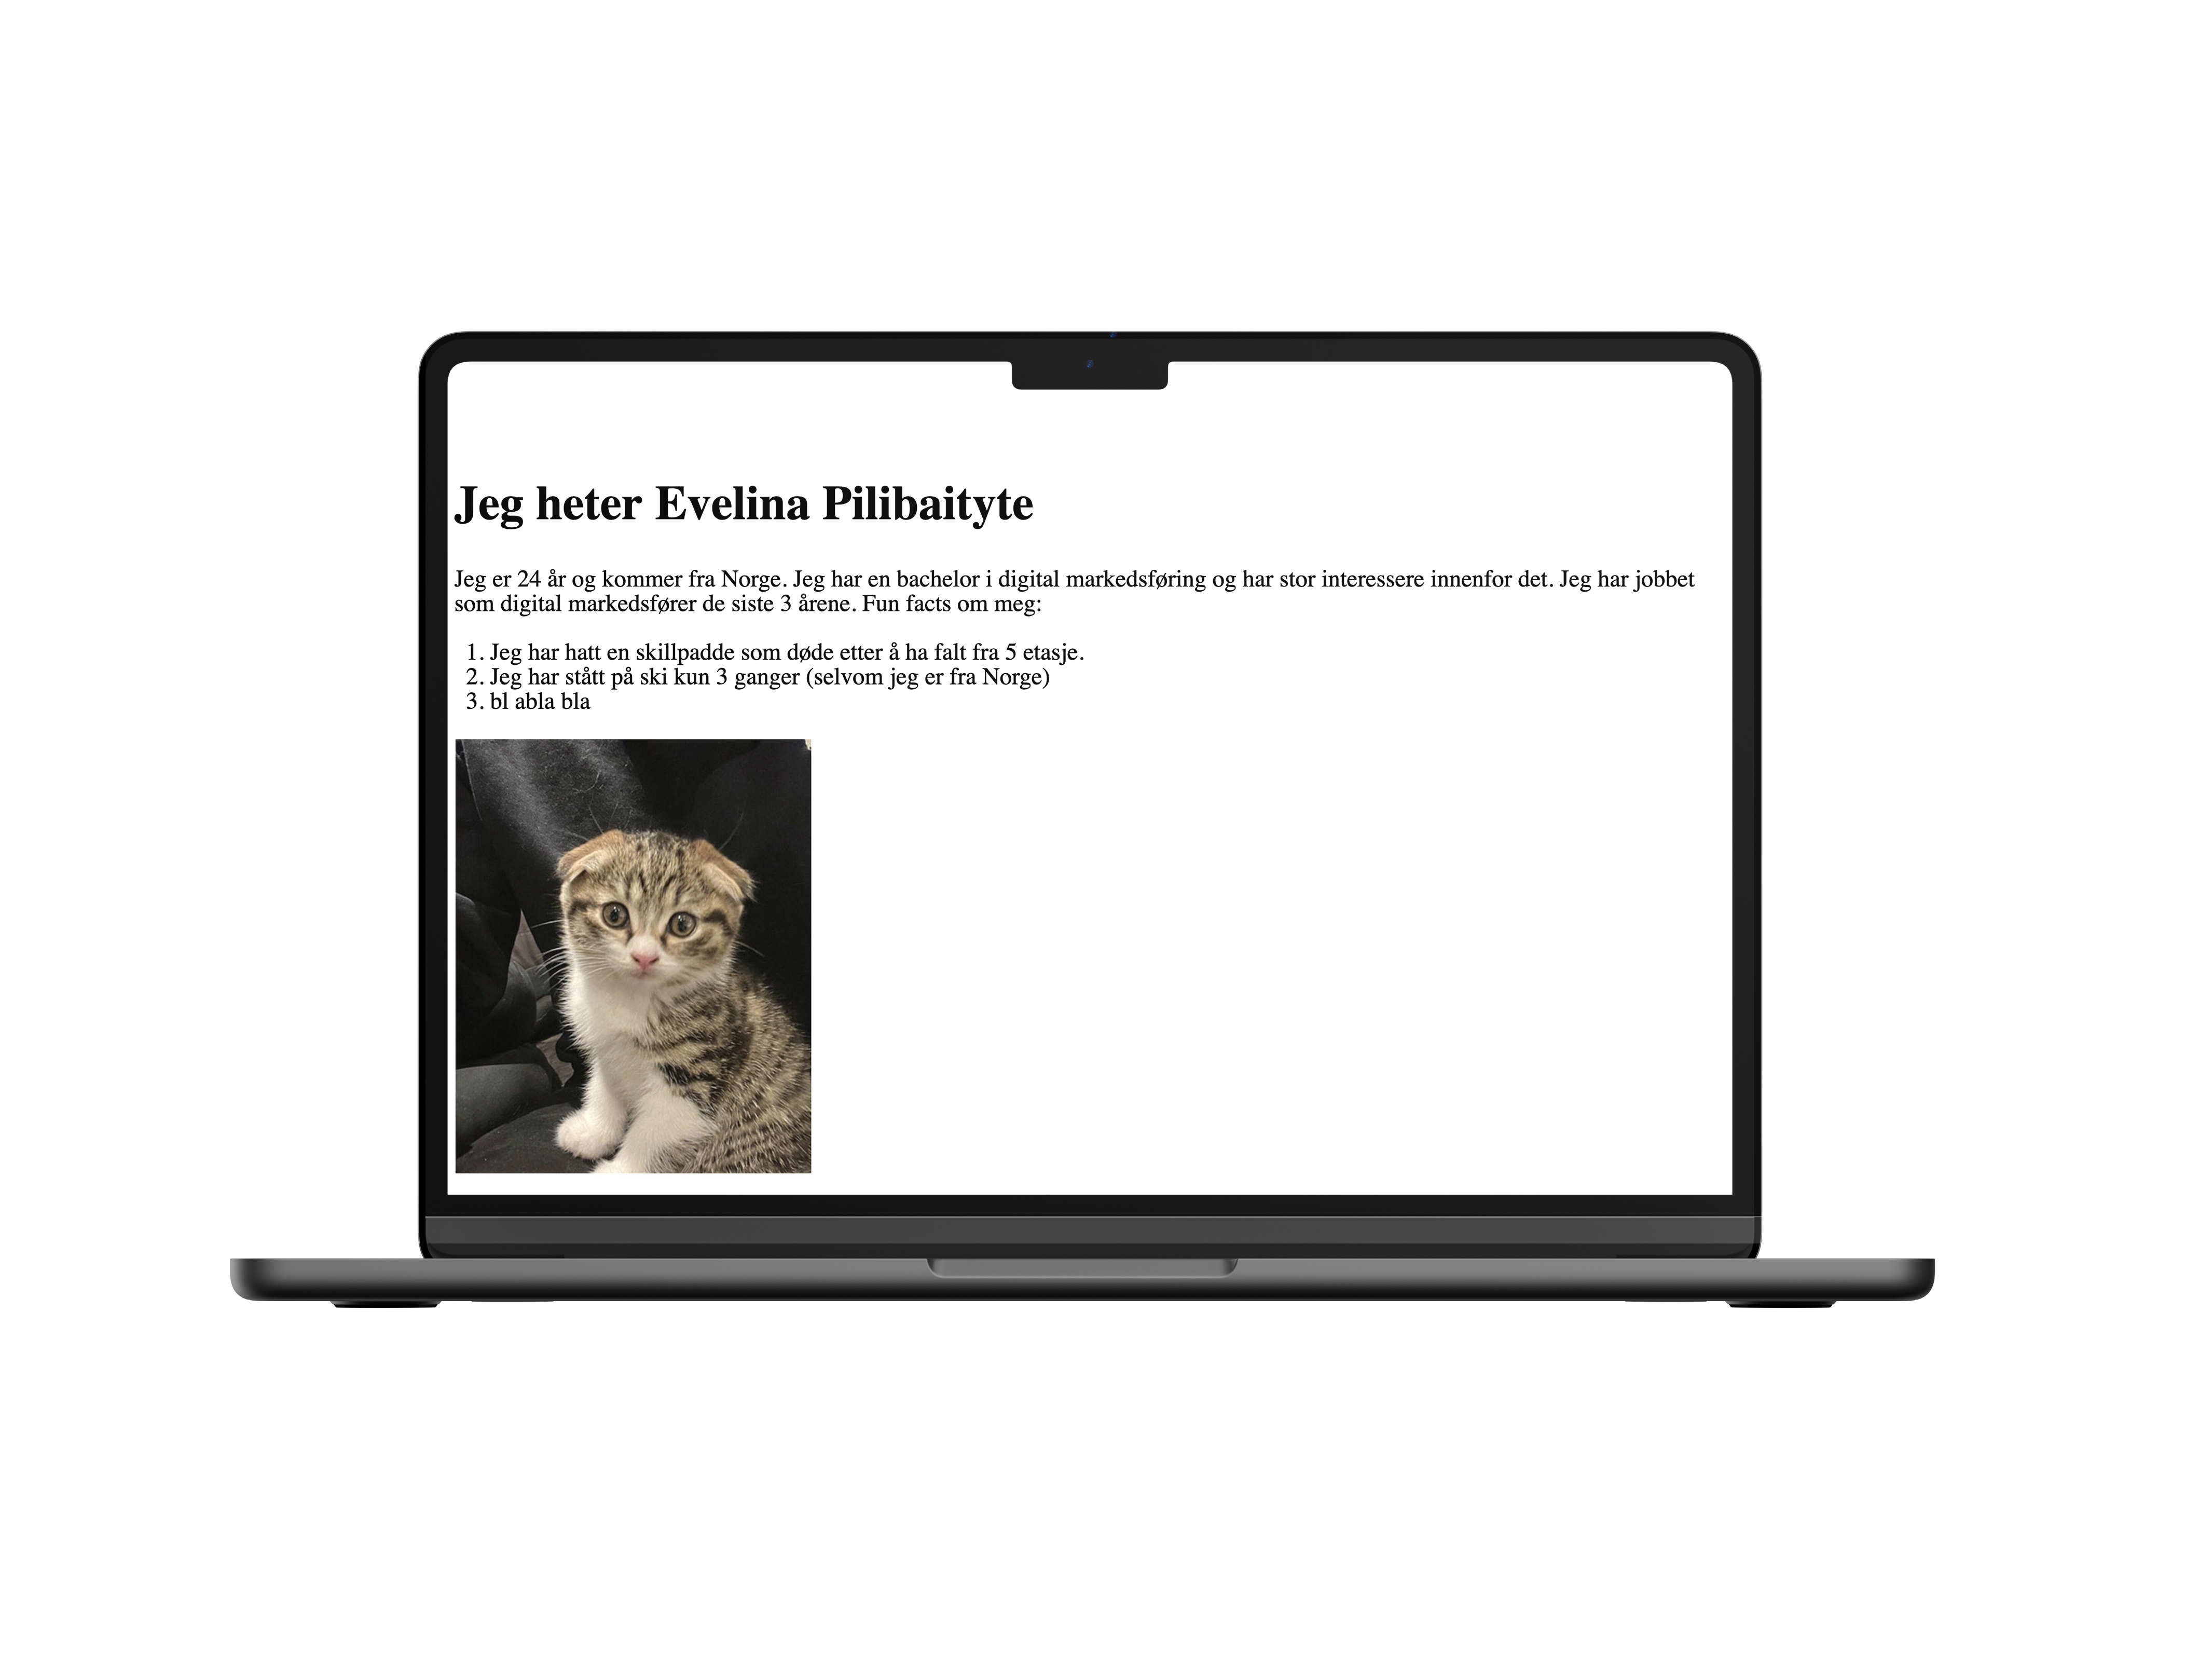 Jeg heter Evelina Pilibaityte
Jeg er 24 år og kommer fra Norge. Jeg har en bachelor i digital markedsføring og har stor interessere innenfor det. Jeg har jobbet
som digital markedsfører de siste 3 årene. Fun facts om meg:
1. Jeg har hatt en skillpadde som døde etter å ha falt fra 5 etasje.
2. Jeg har stått på ski kun 3 ganger (selvom jeg er fra Norge)
3. bl abla bla